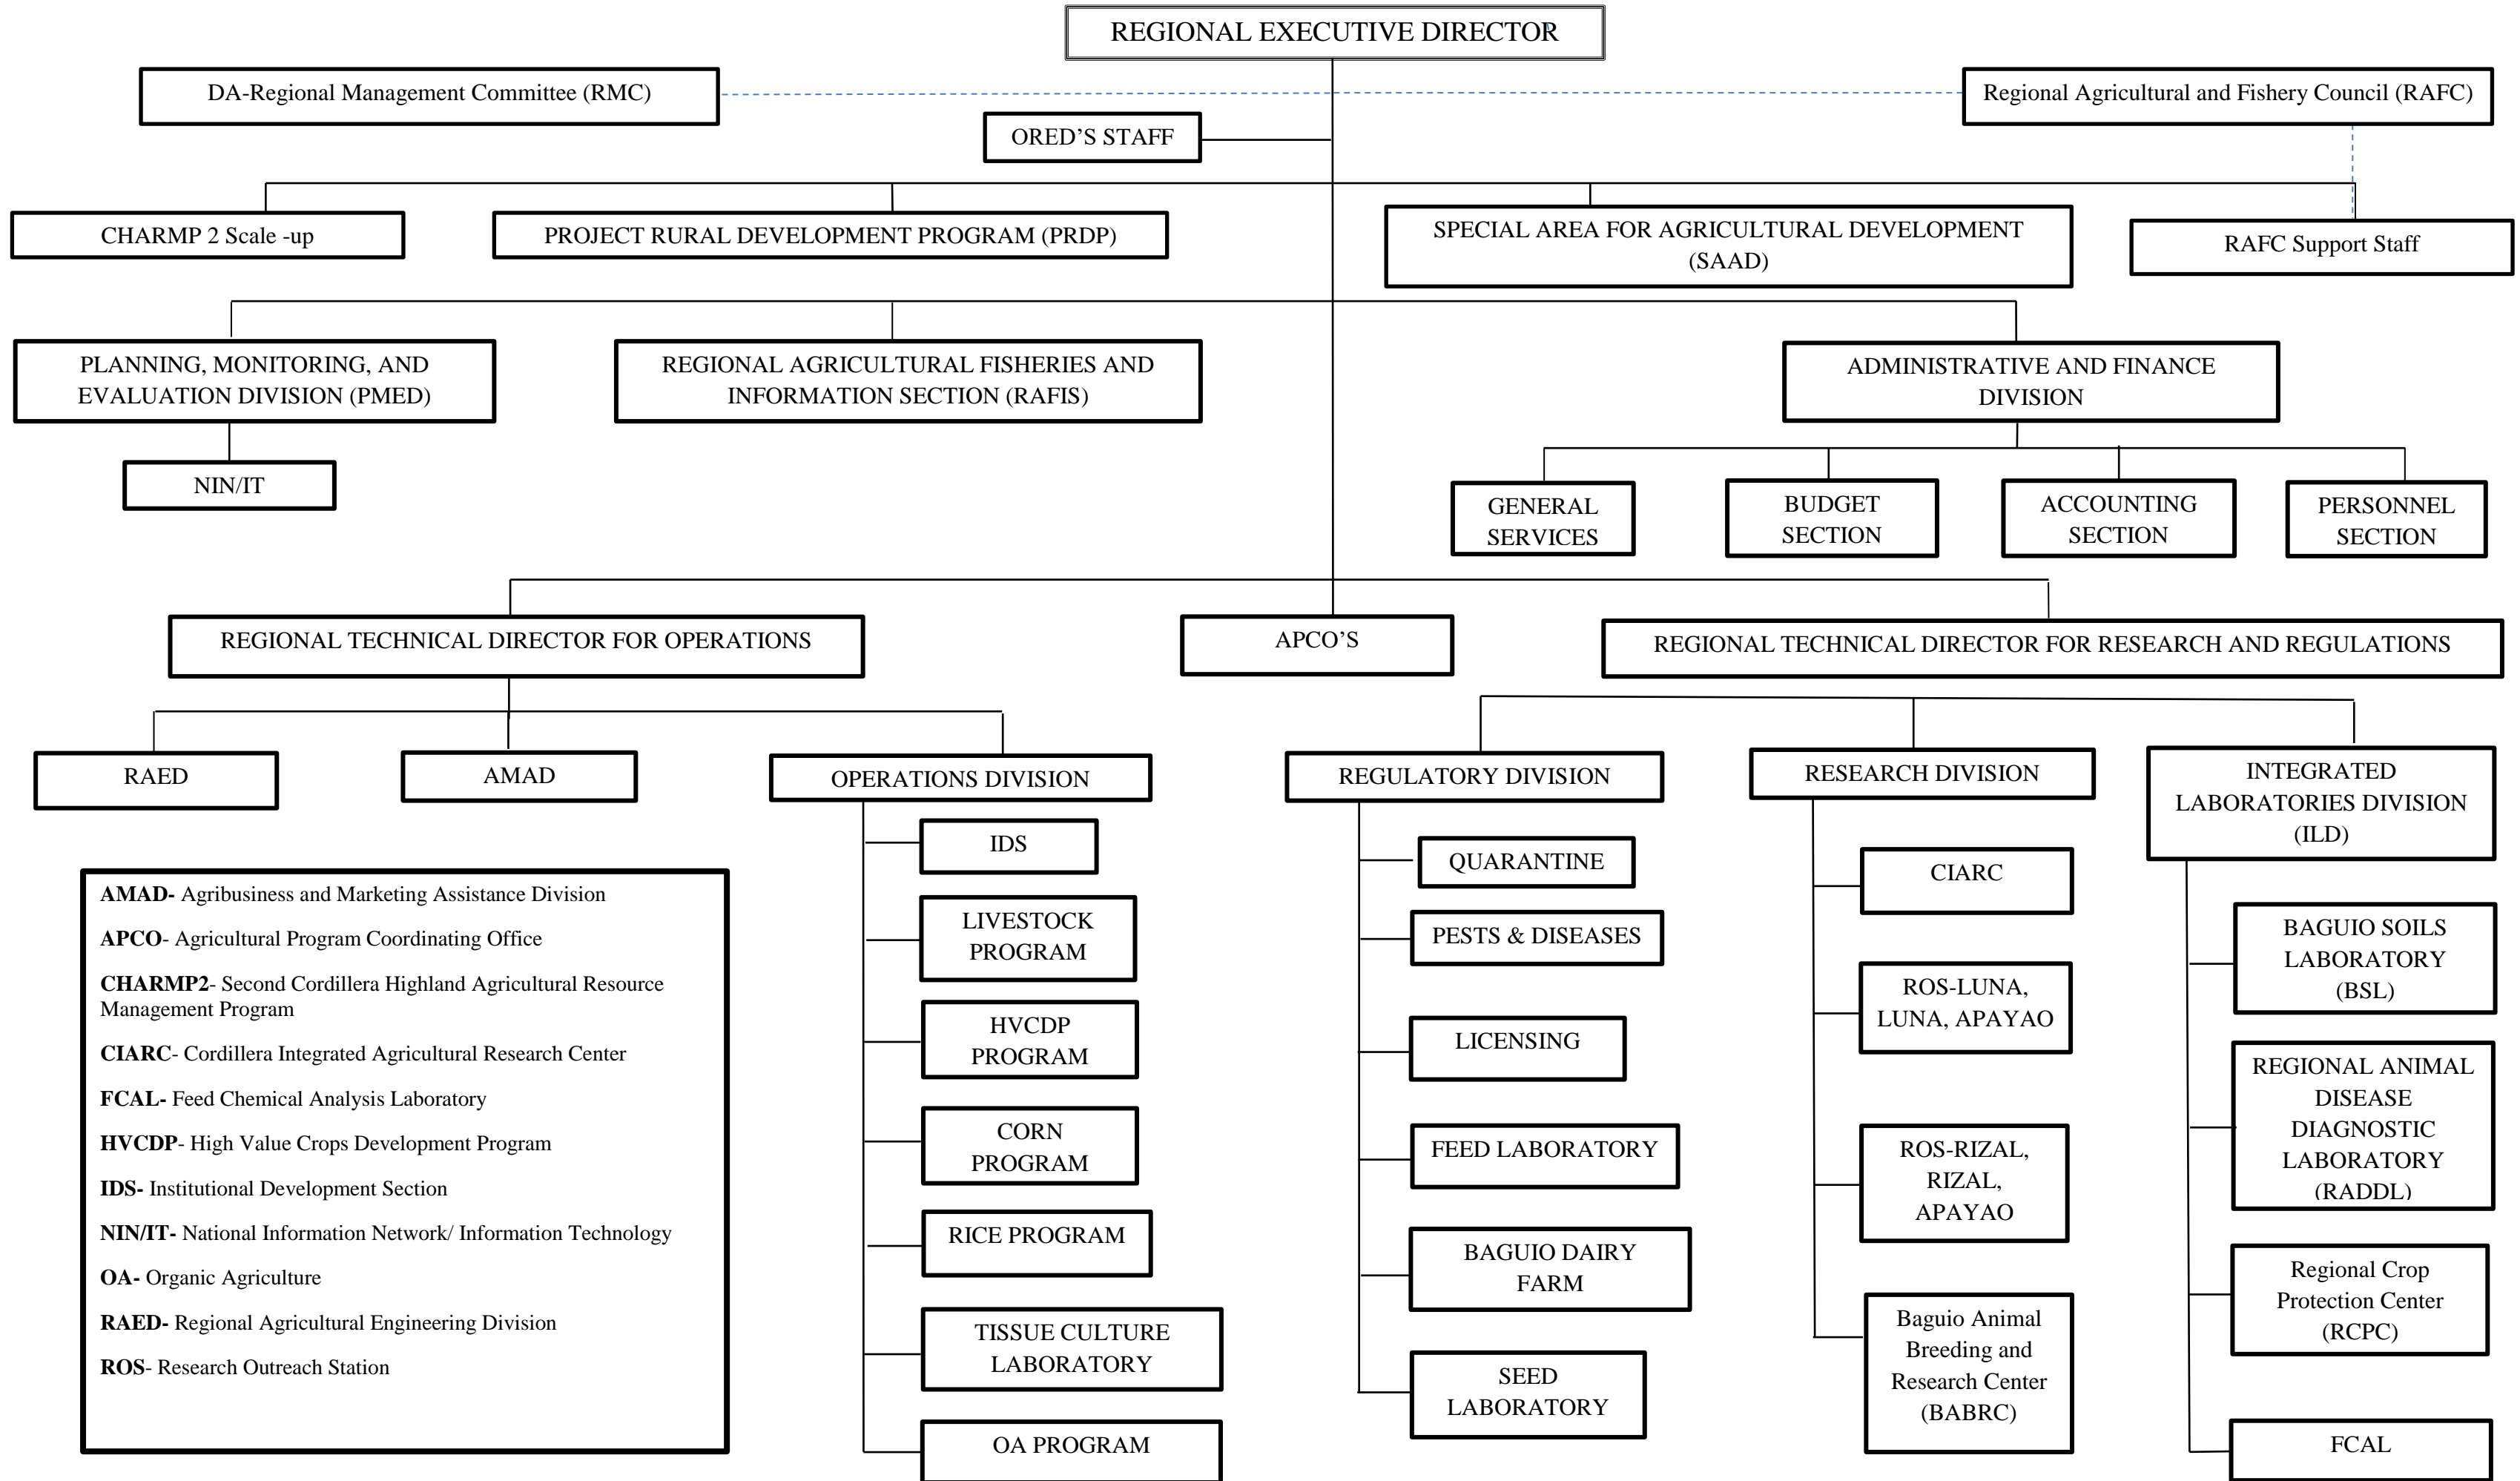 REGIONAL EXECUTIVE DIRECTOR
DA-Regional Management Committee (RMC)
Regional Agricultural and Fishery Council (RAFC)
ORED'S STAFF
CHARMP 2 Scale -up
PROJECT RURAL DEVELOPMENT PROGRAM (PRDP)
SPECIAL AREA FOR AGRICULTURAL DEVELOPMENT
(SAAD)
RAFC Support Staff
PLANNING, MONITORING, AND
EVALUATION DIVISION (PMED)
REGIONAL AGRICULTURAL FISHERIES AND
INFORMATION SECTION (RAFIS)
ADMINISTRATIVE AND FINANCE
DIVISION
NIN/IT
GENERAL
SERVICES
BUDGET
SECTION
ACCOUNTING
SECTION
PERSONNEL
SECTION
REGIONAL TECHNICAL DIRECTOR FOR OPERATIONS
APCO'S
REGIONAL TECHNICAL DIRECTOR FOR RESEARCH AND REGULATIONS
RAED
AMAD
OPERATIONS DIVISION
REGULATORY DIVISION
RESEARCH DIVISION
INTEGRATED
LABORATORIES DIVISION
(ILD)
AMAD- Agribusiness and Marketing Assistance Division
APCO- Agricultural Program Coordinating Office
CHARMP2- Second Cordillera Highland Agricultural Resource
Management Program
CIARC- Cordillera Integrated Agricultural Research Center
FCAL- Feed Chemical Analysis Laboratory
HVCDP- High Value Crops Development Program
IDS- Institutional Development Section
NIN/IT- National Information Network/ Information Technology
OA- Organic Agriculture
RAED- Regional Agricultural Engineering Division
ROS- Research Outreach Station
IDS
LIVESTOCK
PROGRAM
HVCDP
PROGRAM
CORN
PROGRAM
RICE PROGRAM
TISSUE CULTURE
LABORATORY
OA PROGRAM
QUARANTINE
PESTS & DISEASES
LICENSING
FEED LABORATORY
BAGUIO DAIRY
FARM
SEED
LABORATORY
CIARC
ROS-LUNA,
LUNA, APAYAO
ROS-RIZAL,
RIZAL,
APAYAO
Baguio Animal
Breeding and
Research Center
(BABRC)
BAGUIO SOILS
LABORATORY
(BSL)
REGIONAL ANIMAL
DISEASE
DIAGNOSTIC
LABORATORY
(RADDL)
Regional Crop
Protection Center
(RCPC)
FCAL